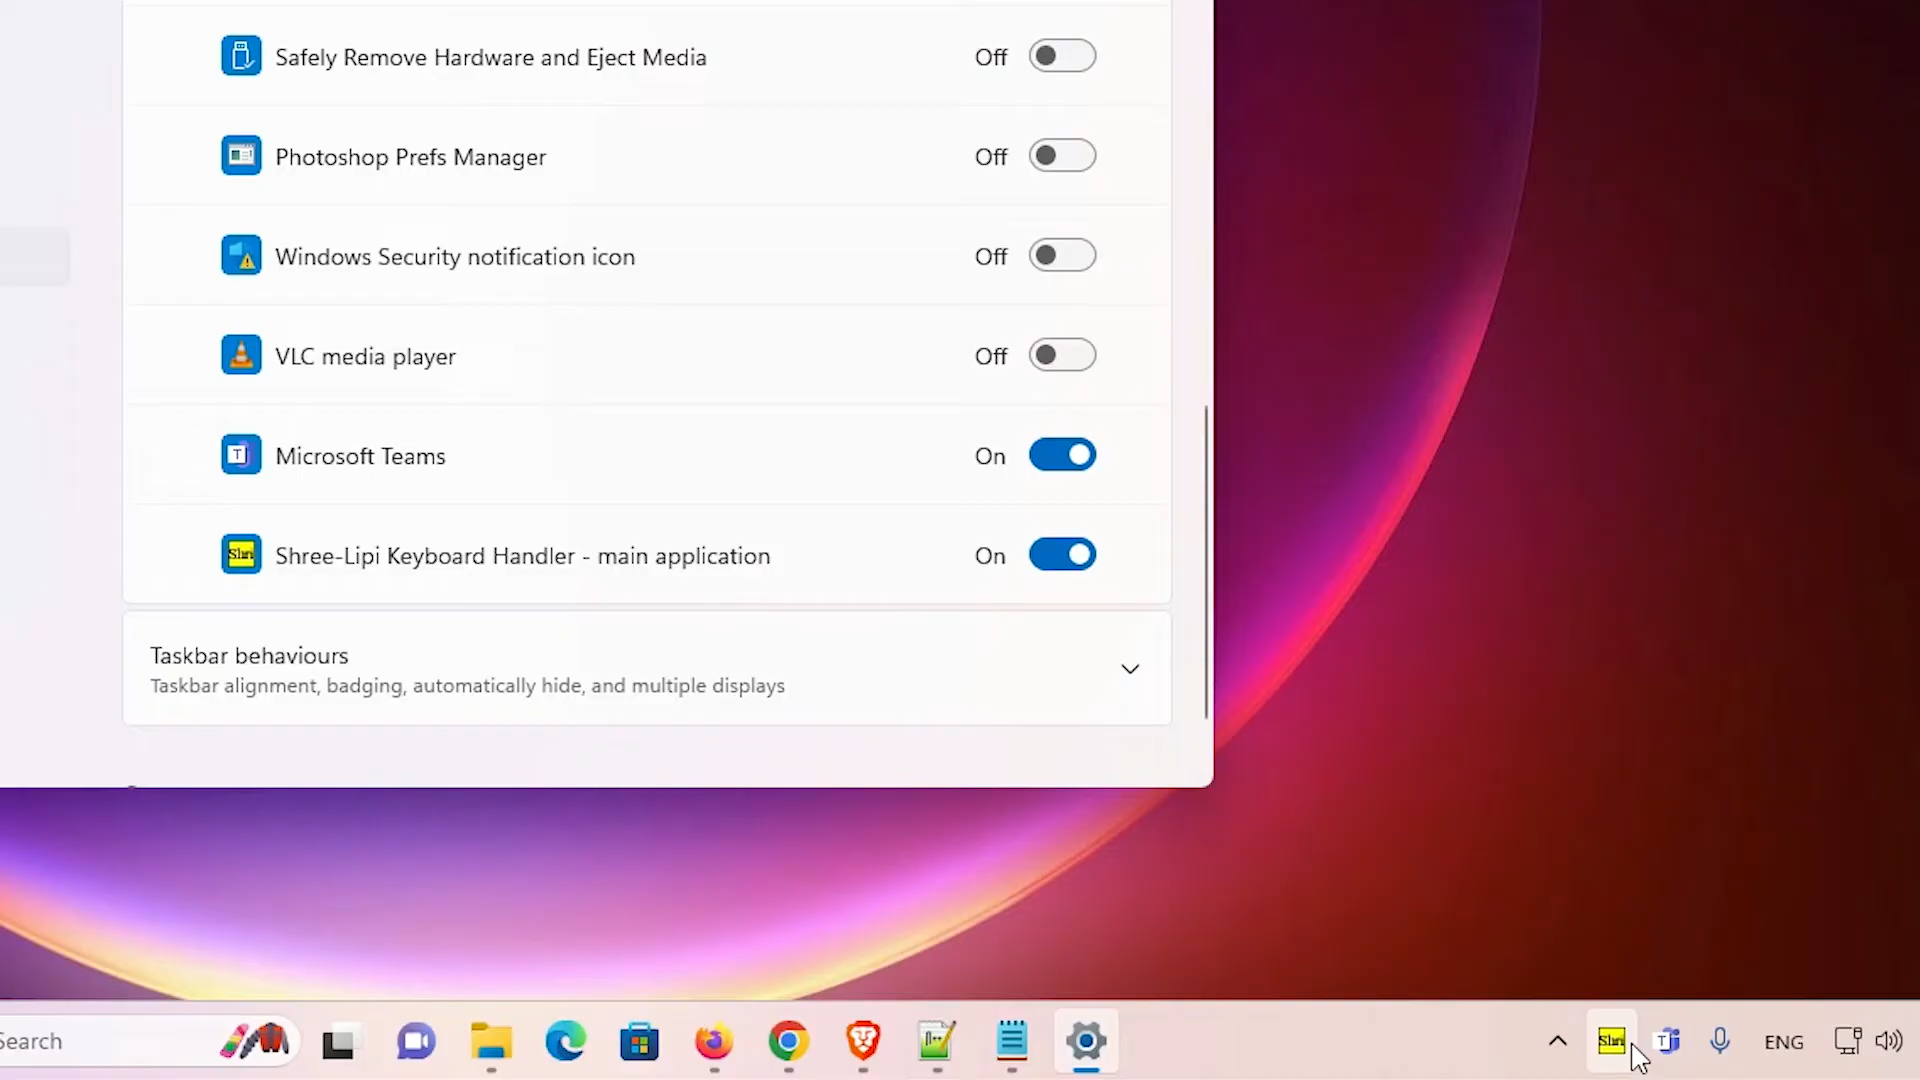 Safely Remove Hardware and Eject Media
Off
Photoshop Prefs Manager
Off
Windows Security notification icon
Off
VLC media player
Off
T
Microsoft Teams
On
Shri
Shree-Lipi Keyboard Handler - main application
On
Taskbar behaviours
Taskbar alignment, badging, automatically hide, and multiple displays
Search
Shri
T
ENG